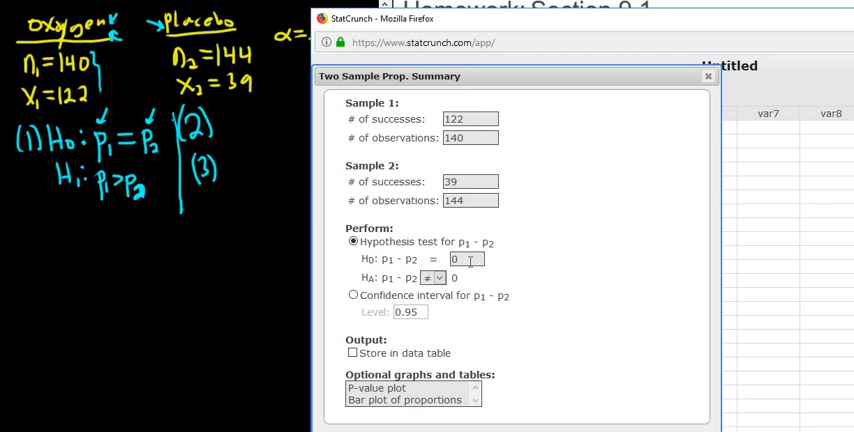 Homework: Section 9.1
oxygen
placebo
α=.
n₁=140
x₁=122
n₂=144
x₂=39
(1) H₀: p₁ = p₂
H₁: p₁>p₂
(2)
(3)
StatCrunch - Mozilla Firefox
https://www.statcrunch.com/app/
Untitled
var7
var8
Two Sample Prop. Summary
Sample 1:
# of successes: 122
# of observations: 140
Sample 2:
# of successes: 39
# of observations: 144
Perform:
Hypothesis test for p1 - p2
H0: p1 - p2 = 0
HA: p1 - p2 ≠ 0
Confidence interval for p1 - p2
Level: 0.95
Output:
Store in data table
Optional graphs and tables:
P-value plot
Bar plot of proportions